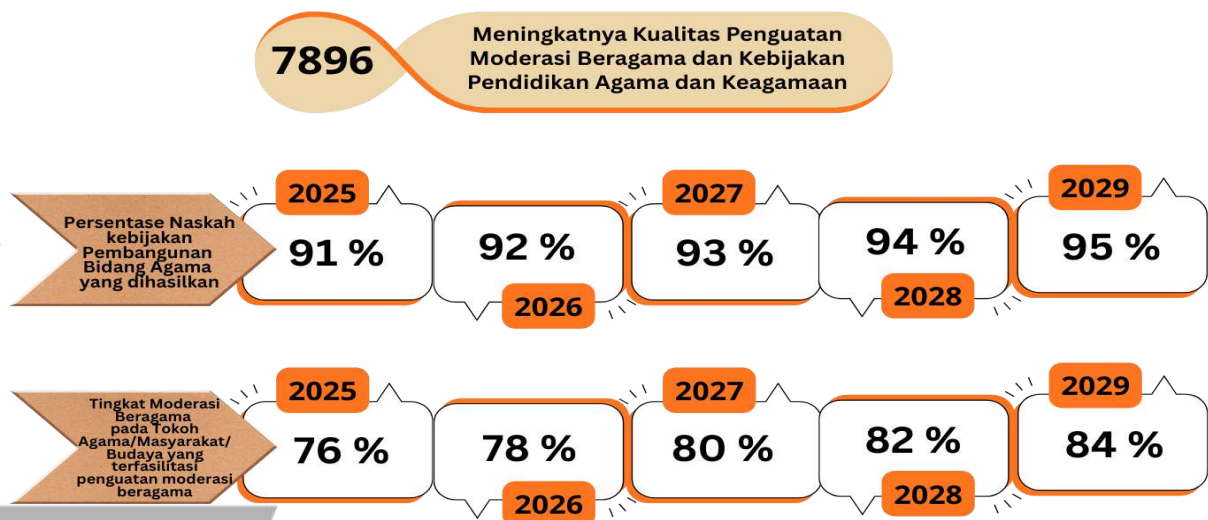 7896
Meningkatnya Kualitas Penguatan
Moderasi Beragama dan Kebijakan
Pendidikan Agama dan Keagamaan
Persentase Naskah
kebijakan
Pembangunan
Bidang Agama
yang dihasilkan
2025
91 %
92 %
2026
2027
93 %
94 %
2028
2029
95 %
Tingkat Moderasi
Beragama
pada Tokoh
Agama/Masyarakat/
Budaya yang
terfasilitasi
penguatan moderasi
beragama
2025
76 %
78 %
2026
2027
80 %
82 %
2028
2029
84 %